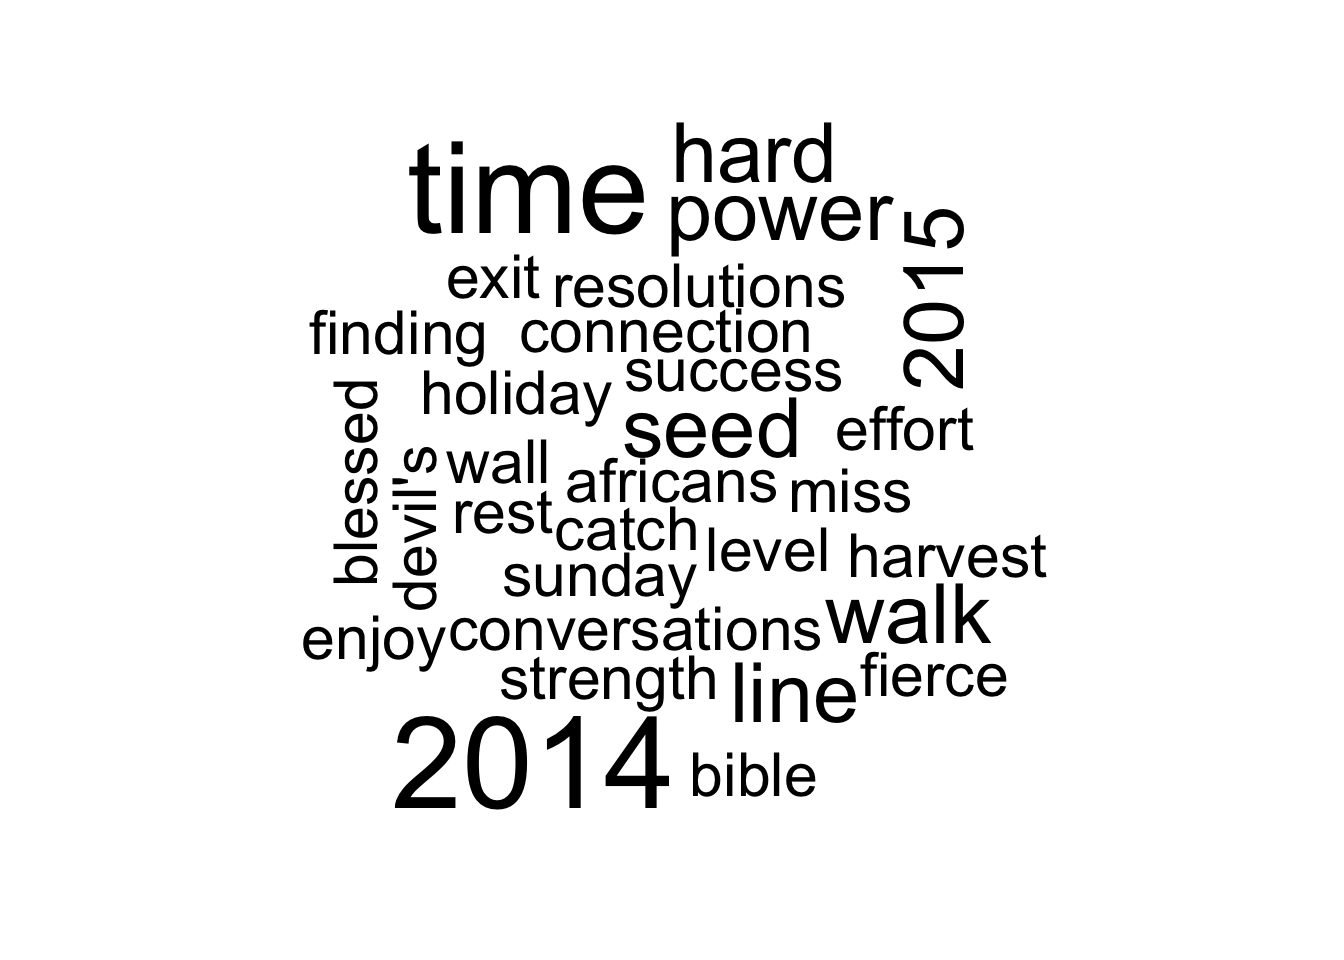 time
hard
power
2015
exit
resolutions
finding
connection
success
holiday
blessed
seed
effort
devil's
wall
africans
miss
rest
catch
level
harvest
sunday
enjoy
conversations
walk
strength
line
fierce
2014
bible